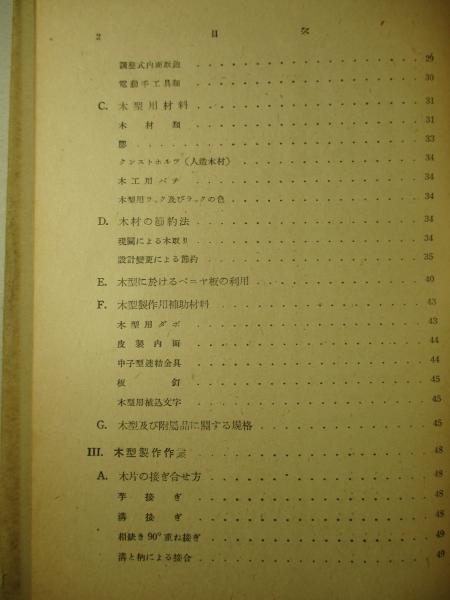 2 目次
調整式内面取鉋 29
電動手工具類 30
C. 木型用材料 31
木材類 31
膠 33
クンストホルツ(人造木材) 34
木工用パテ 34
木型用ラック及びラックの色 34
D. 木材の節約法 34
現図による木取り 34
設計變更による節約 35
E. 木型に於けるベニヤ板の利用 40
F. 木型製作用補助材料 43
木型用ダボ 43
皮製内面 44
中子型連結金具 44
板釘 45
木型用植込文字 45
G. 木型及び附屬品に關する規格 45
III. 木型製作作業 48
A. 木片の接ぎ合せ方 48
芋接ぎ 48
溝接ぎ 48
相缺き90°重ね接ぎ 49
溝と枘による接合 49